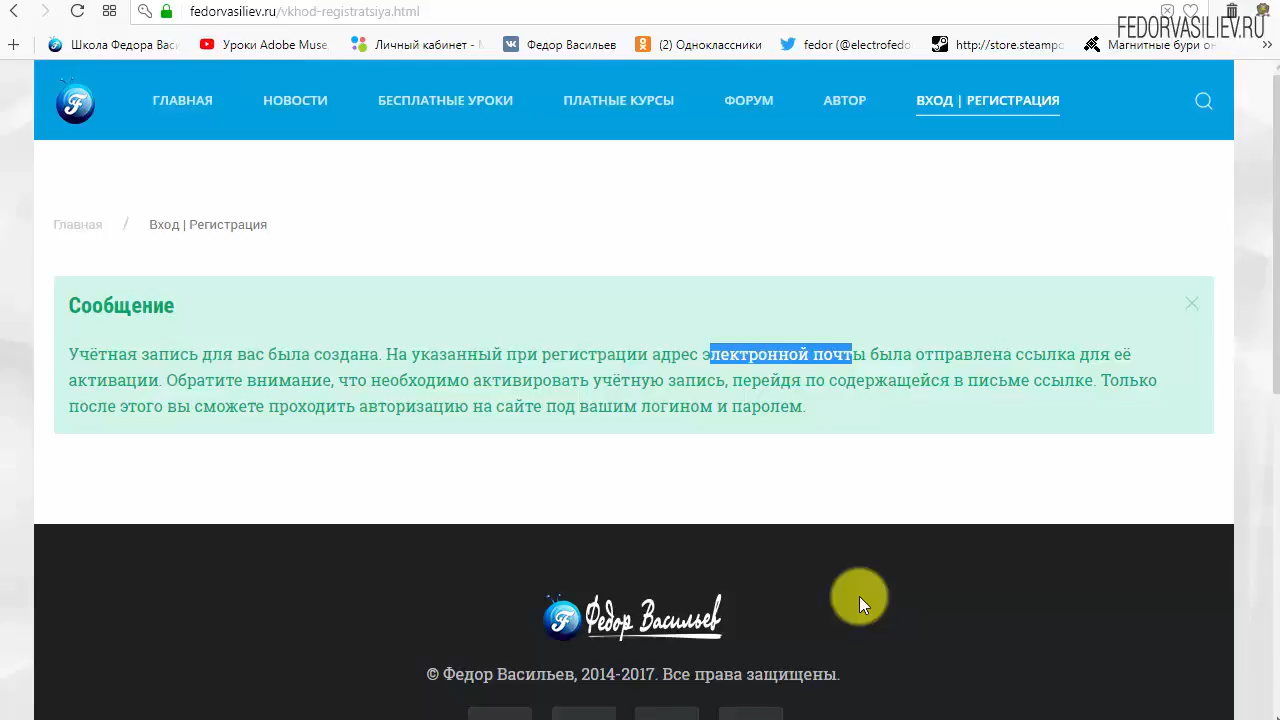 fedorvasiliev.ru/vkhod-registratsiya.html
FEDORVASILIEV.RU
Школа Федора Васи
Уроки Adobe Muse,
Личный кабинет - M
Федор Васильев
(2) Одноклассники
fedor (@electrofedo
http://store.steampo
Магнитные бури он
ГЛАВНАЯ
НОВОСТИ
БЕСПЛАТНЫЕ УРОКИ
ПЛАТНЫЕ КУРСЫ
ФОРУМ
АВТОР
ВХОД | РЕГИСТРАЦИЯ
Главная / Вход | Регистрация
Сообщение
Учётная запись для вас была создана. На указанный при регистрации адрес электронной почты была отправлена ссылка для её
активации. Обратите внимание, что необходимо активировать учётную запись, перейдя по содержащейся в письме ссылке. Только
после этого вы сможете проходить авторизацию на сайте под вашим логином и паролем.
Федор Васильев
© Федор Васильев, 2014-2017. Все права защищены.